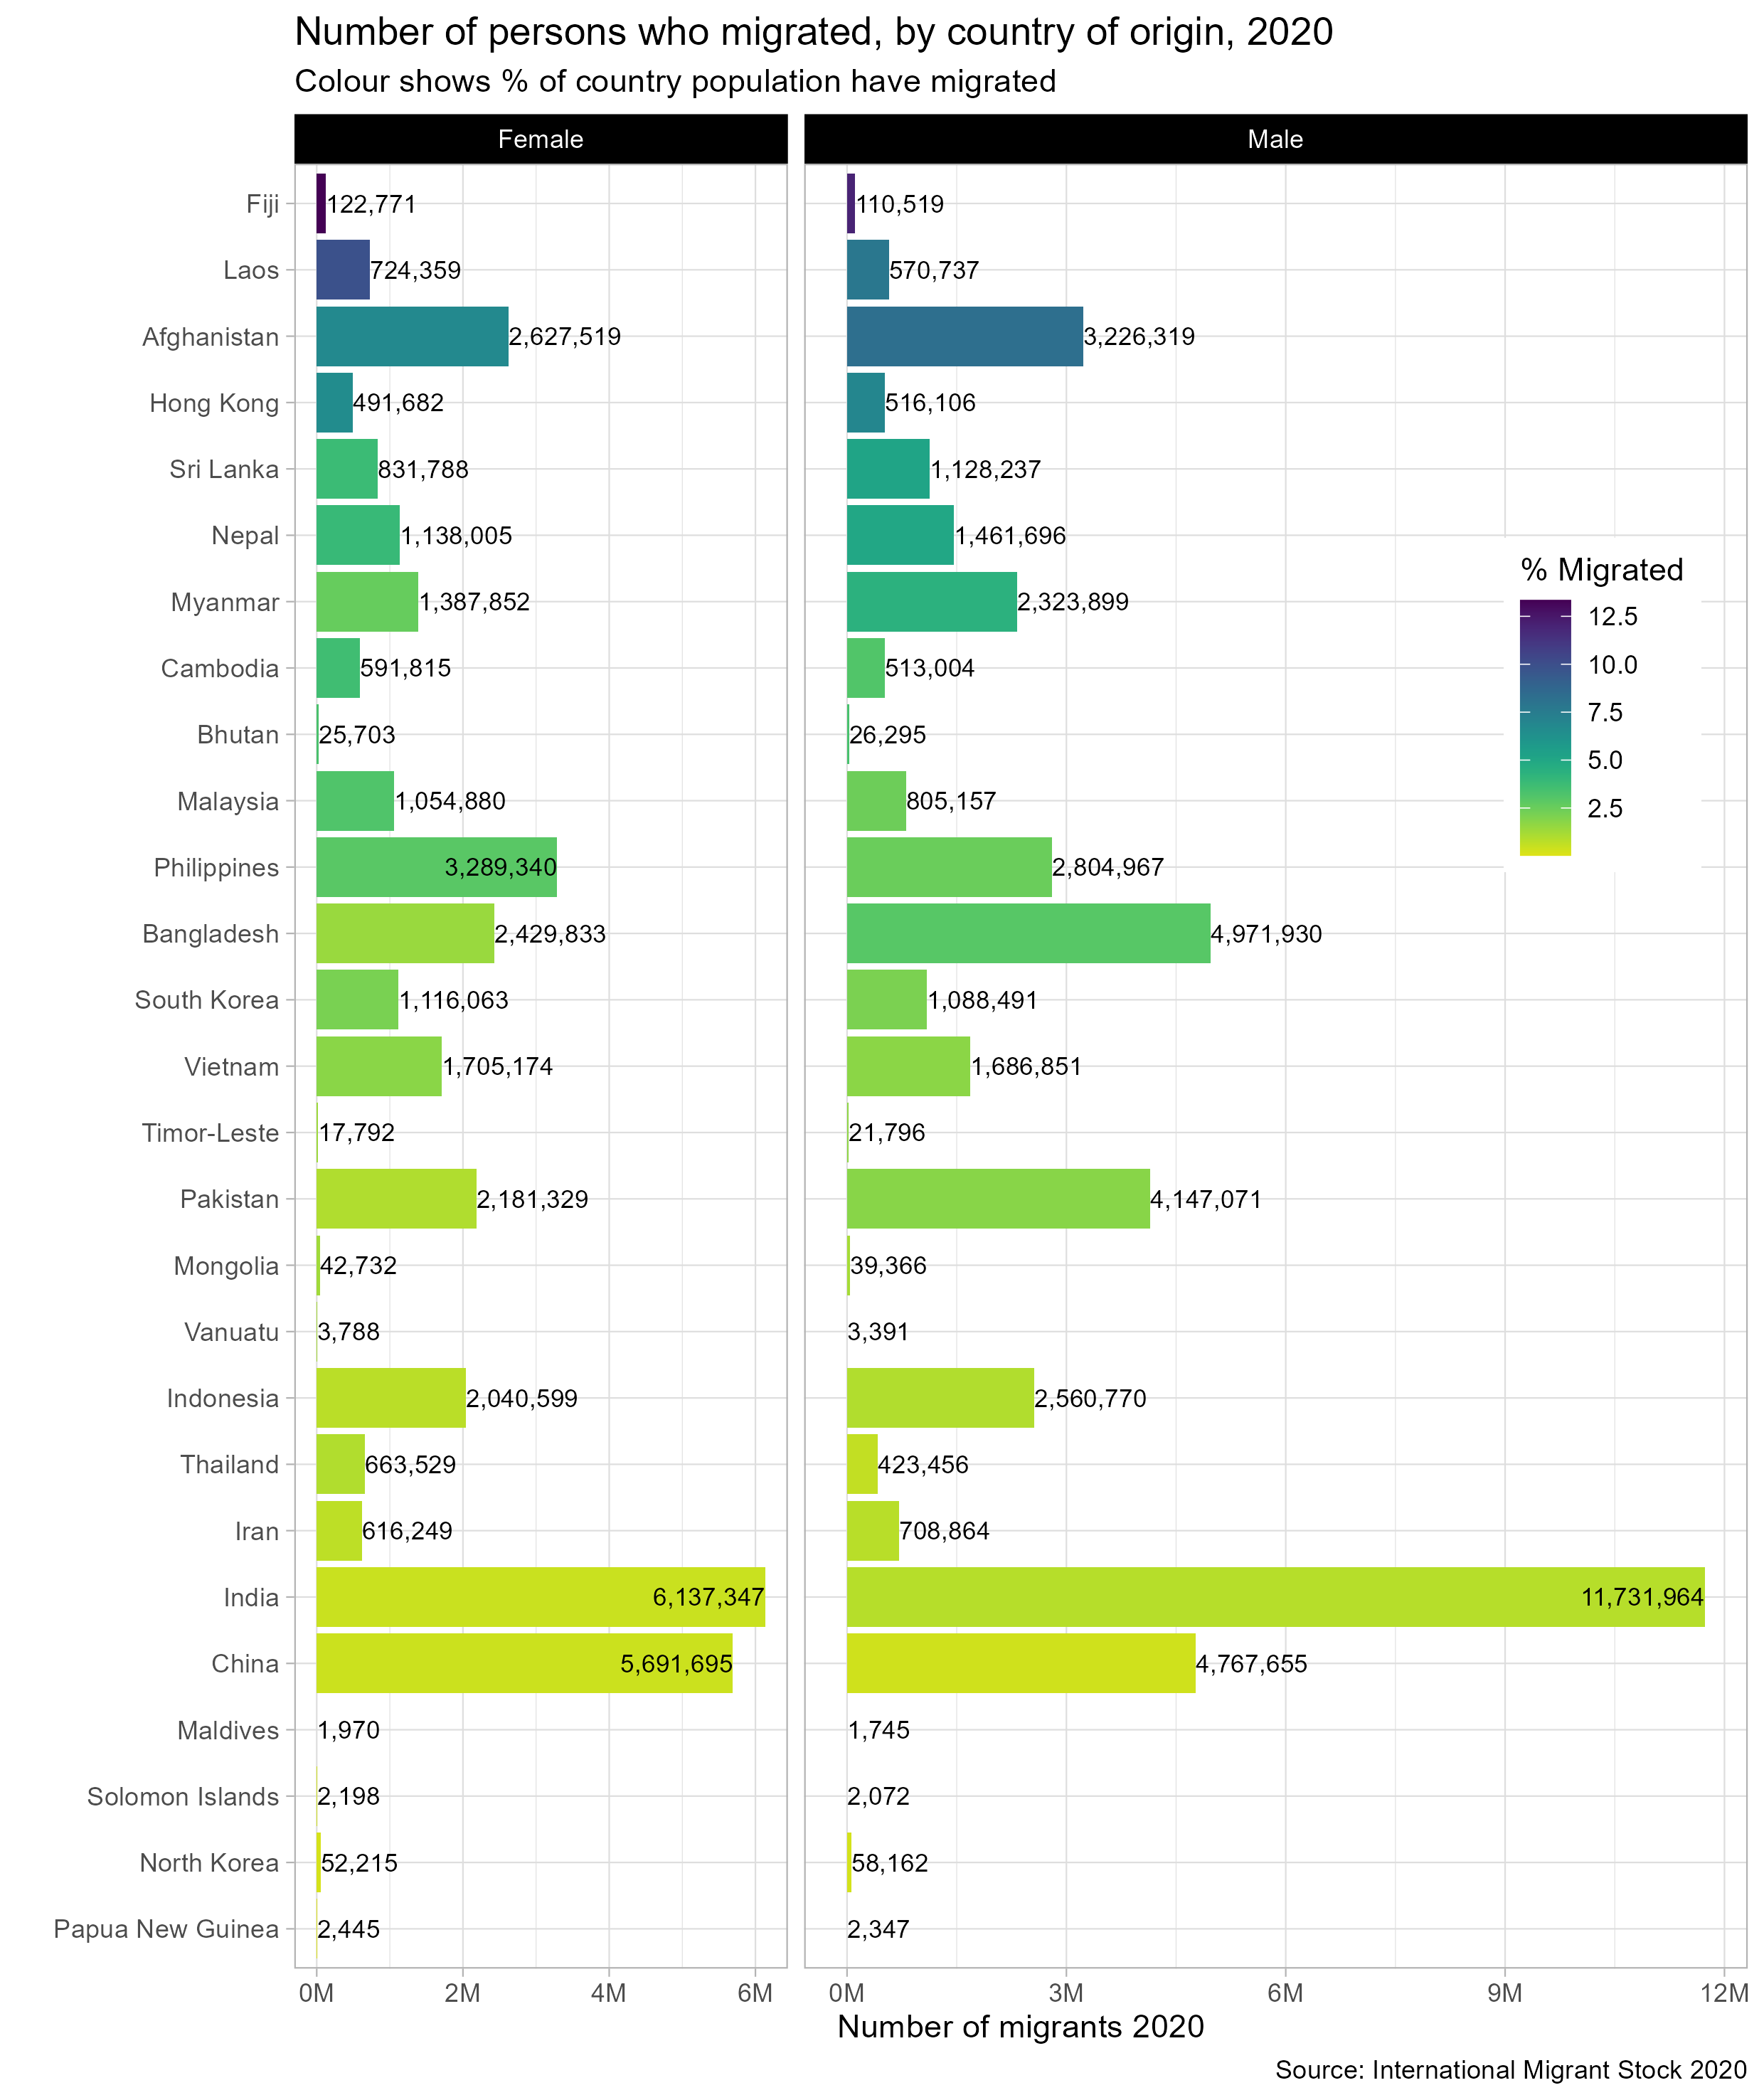 Number of persons who migrated, by country of origin, 2020
Colour shows % of country population have migrated
Female Male
Fiji 122,771 110,519
Laos 724,359 570,737
Afghanistan 2,627,519 3,226,319
Hong Kong 491,682 516,106
Sri Lanka 831,788 1,128,237
Nepal 1,138,005 1,461,696
% Migrated
Myanmar 1,387,852 2,323,899
12.5
Cambodia 591,815 513,004
10.0
Bhutan 25,703 26,295
7.5
5.0
Malaysia 1,054,880 805,157
2.5
Philippines 3,289,340 2,804,967
Bangladesh 2,429,833 4,971,930
South Korea 1,116,063 1,088,491
Vietnam 1,705,174 1,686,851
Timor-Leste 17,792 21,796
Pakistan 2,181,329 4,147,071
Mongolia 42,732 39,366
Vanuatu 3,788 3,391
Indonesia 2,040,599 2,560,770
Thailand 663,529 423,456
Iran 616,249 708,864
India 6,137,347 11,731,964
China 5,691,695 4,767,655
Maldives 1,970 1,745
Solomon Islands 2,198 2,072
North Korea 52,215 58,162
Papua New Guinea 2,445 2,347
0M 2M 4M 6M 0M 3M 6M 9M 12M
Number of migrants 2020
Source: International Migrant Stock 2020